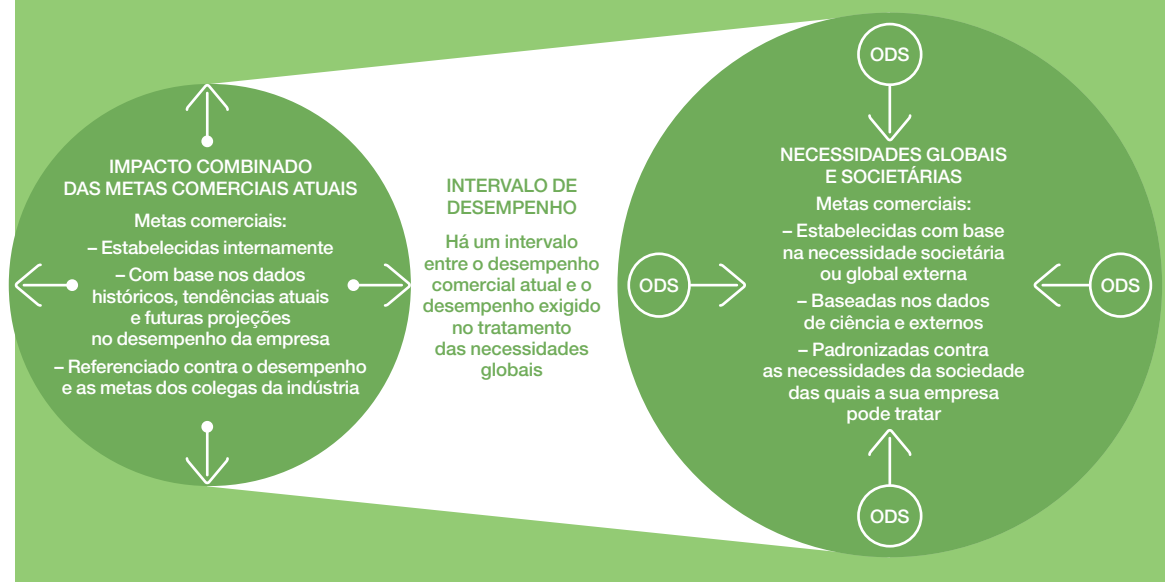 IMPACTO COMBINADO
DAS METAS COMERCIAIS ATUAIS
Metas comerciais:
– Estabelecidas internamente
– Com base nos dados
históricos, tendências atuais
e futuras projeções
no desempenho da empresa
– Referenciado contra o desempenho
e as metas dos colegas da indústria
INTERVALO DE
DESEMPENHO
Há um intervalo
entre o desempenho
comercial atual e o
desempenho exigido
no tratamento
das necessidades
globais
ODS
NECESSIDADES GLOBAIS
E SOCIETÁRIAS
Metas comerciais:
– Estabelecidas com base
na necessidade societária
ou global externa
– Baseadas nos dados
de ciência e externos
– Padronizadas contra
as necessidades da sociedade
das quais a sua empresa
pode tratar
ODS
ODS
ODS